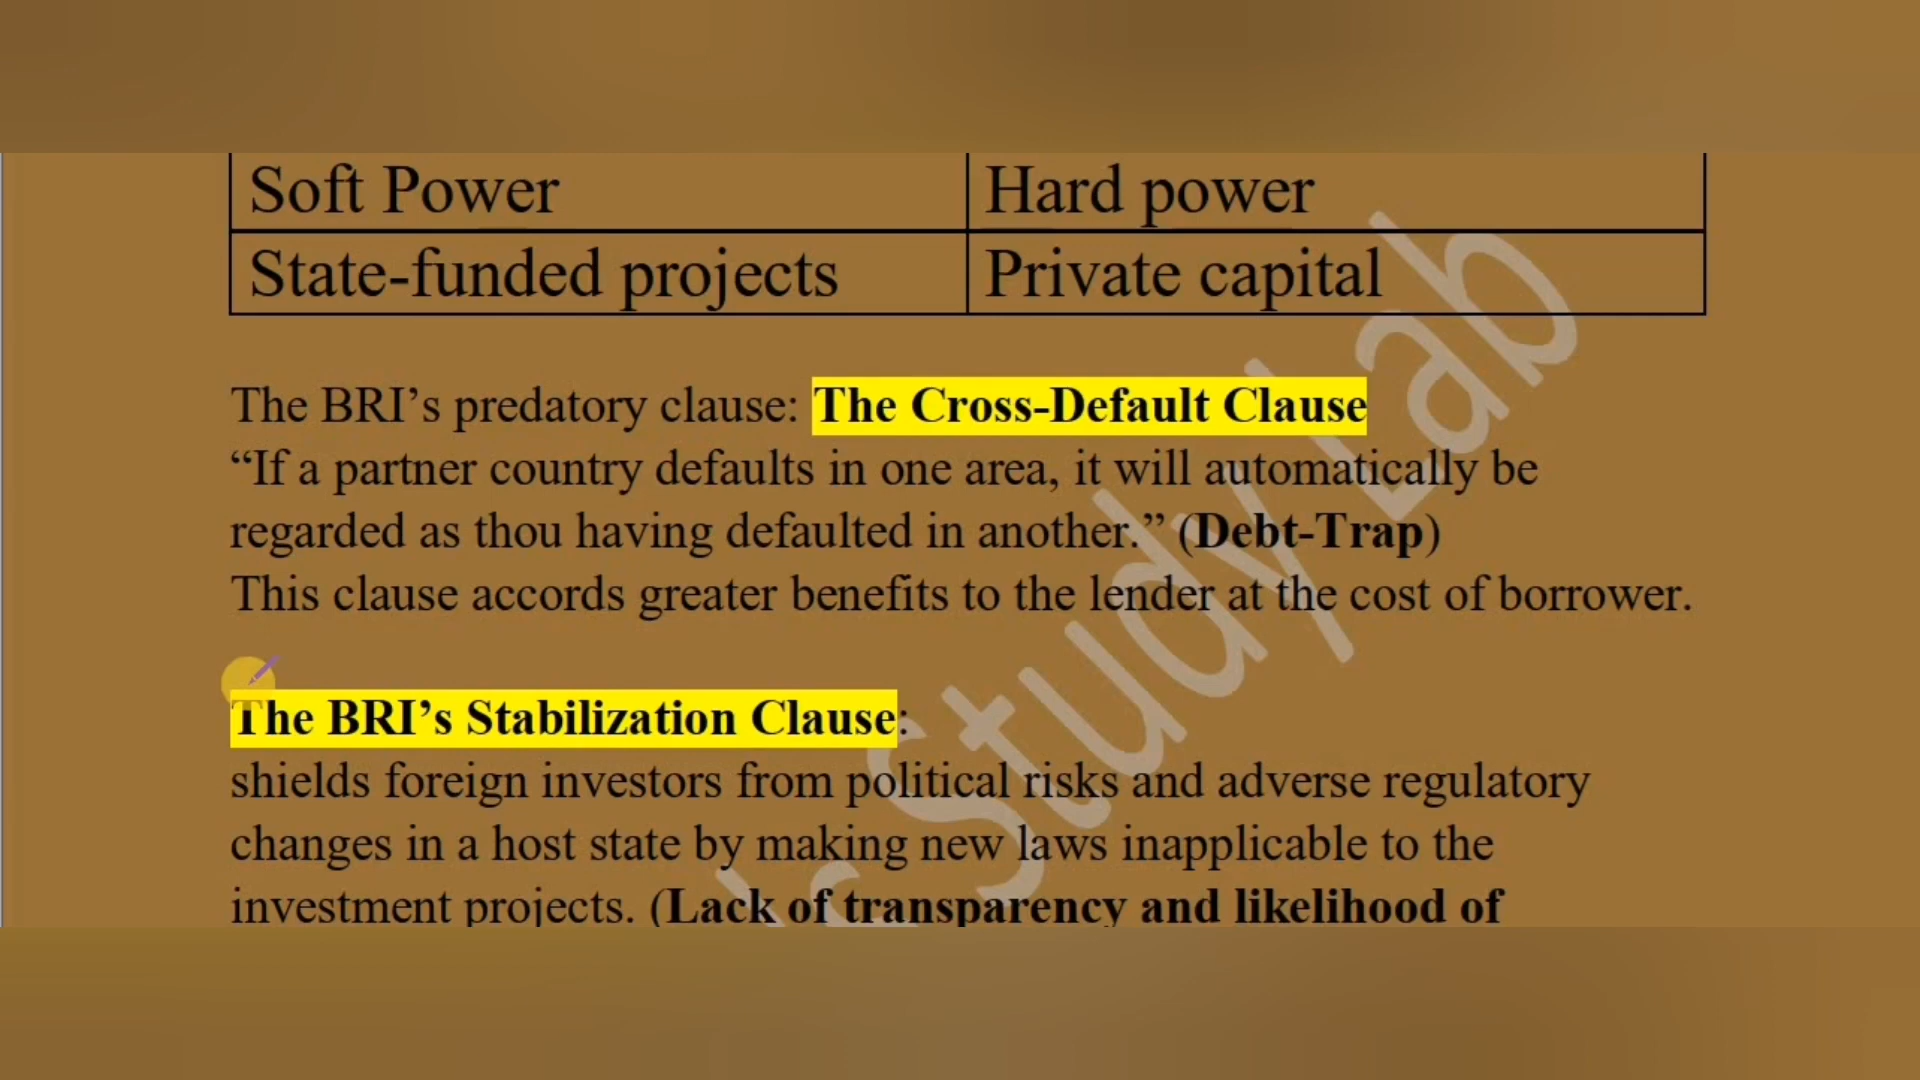 Soft Power Hard power
State-funded projects Private capital
The BRI’s predatory clause: The Cross-Default Clause
“If a partner country defaults in one area, it will automatically be
regarded as thou having defaulted in another.” (Debt-Trap)
This clause accords greater benefits to the lender at the cost of borrower.
The BRI’s Stabilization Clause:
shields foreign investors from political risks and adverse regulatory
changes in a host state by making new laws inapplicable to the
investment projects. (Lack of transparency and likelihood of
's Study Lab